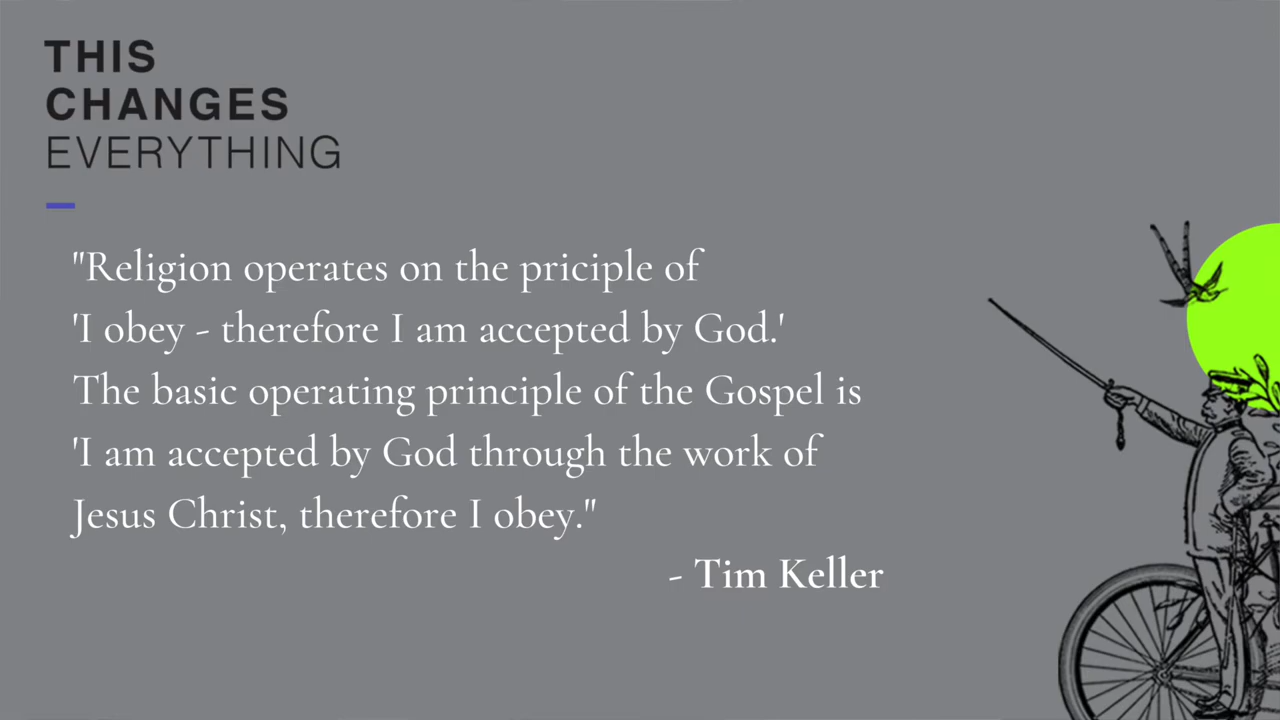 THIS
CHANGES
EVERYTHING
"Religion operates on the priciple of
'I obey - therefore I am accepted by God.'
The basic operating principle of the Gospel is
'I am accepted by God through the work of
Jesus Christ, therefore I obey."
- Tim Keller